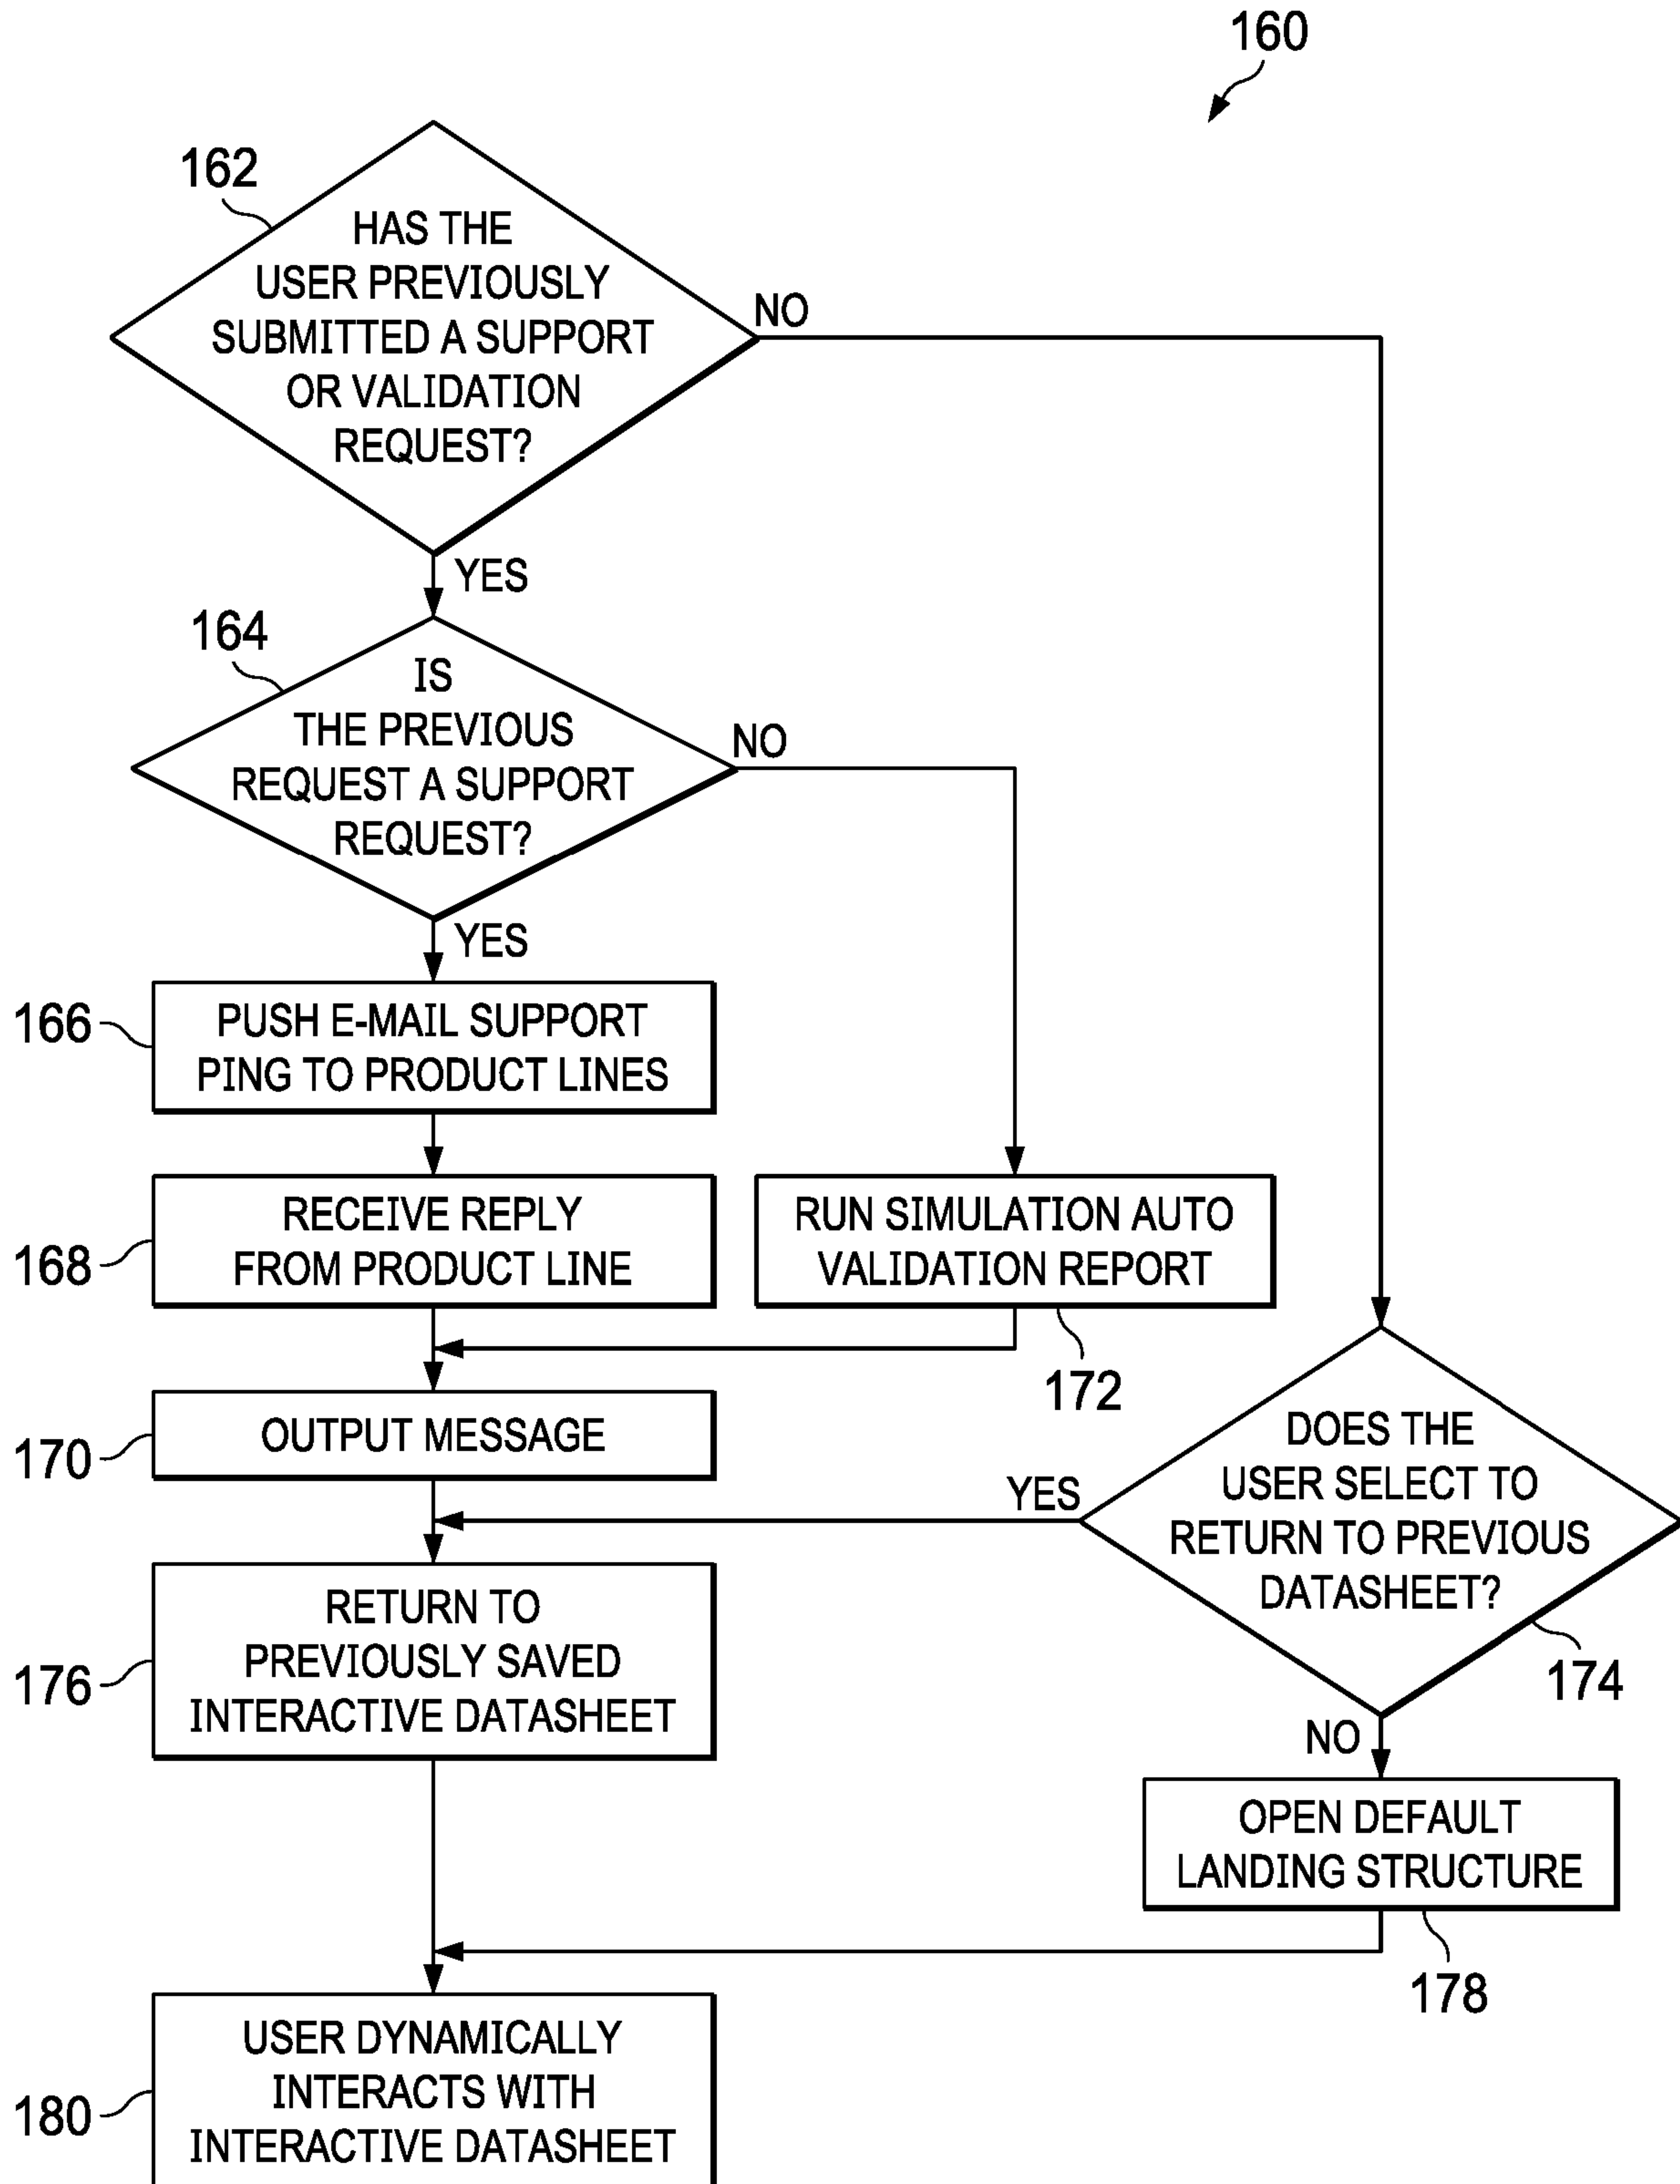 160
162
HAS THE
USER PREVIOUSLY
SUBMITTED A SUPPORT
OR VALIDATION
REQUEST?
NO
YES
164
IS
THE PREVIOUS
REQUEST A SUPPORT
REQUEST?
NO
YES
166
PUSH E-MAIL SUPPORT
PING TO PRODUCT LINES
168
RECEIVE REPLY
FROM PRODUCT LINE
RUN SIMULATION AUTO
VALIDATION REPORT
172
170
OUTPUT MESSAGE
DOES THE
USER SELECT TO
RETURN TO PREVIOUS
DATASHEET?
YES
174
NO
176
RETURN TO
PREVIOUSLY SAVED
INTERACTIVE DATASHEET
OPEN DEFAULT
LANDING STRUCTURE
178
180
USER DYNAMICALLY
INTERACTS WITH
INTERACTIVE DATASHEET